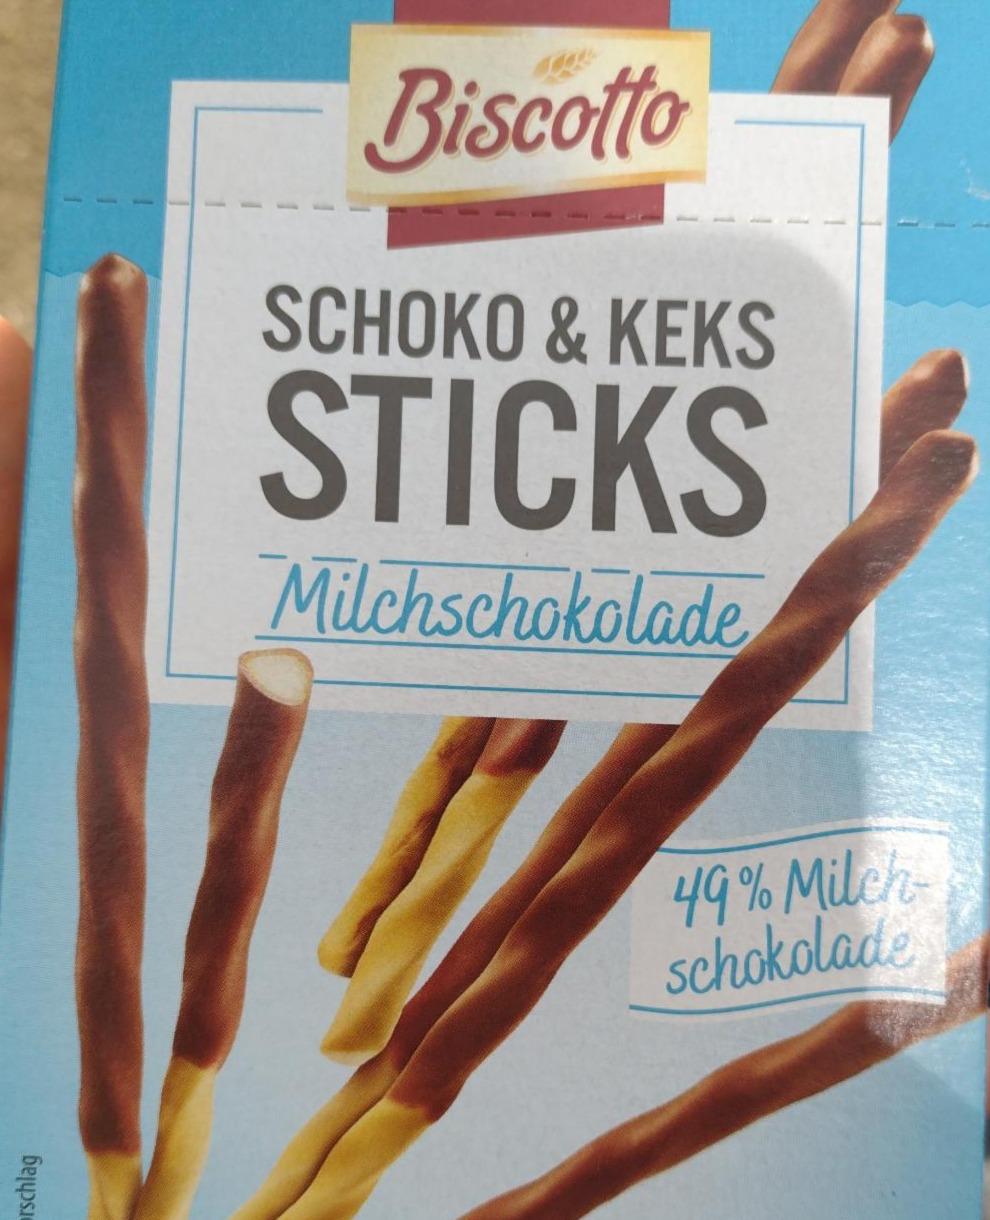 Biscotto
SCHOKO & KEKS
STICKS
Milchschokolade
49% Milch-
schokolade